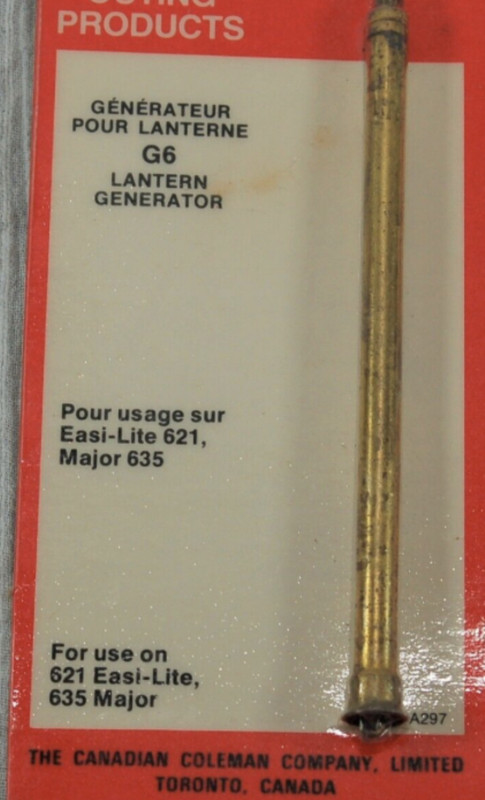 OUTING
PRODUCTS
GÉNÉRATEUR
POUR LANTERNE
G6
LANTERN
GENERATOR
Pour usage sur
Easi-Lite 621,
Major 635
For use on
621 Easi-Lite,
635 Major
A297
THE CANADIAN COLEMAN COMPANY, LIMITED
TORONTO, CANADA